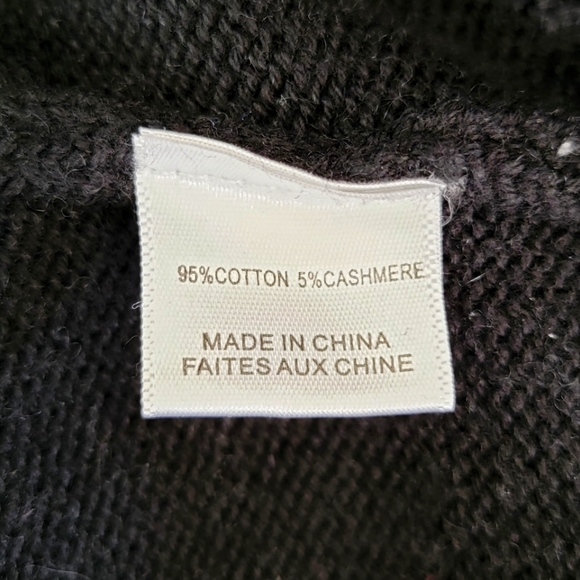 95%COTTON 5%CASHMERE
MADE IN CHINA
FAITES AUX CHINE